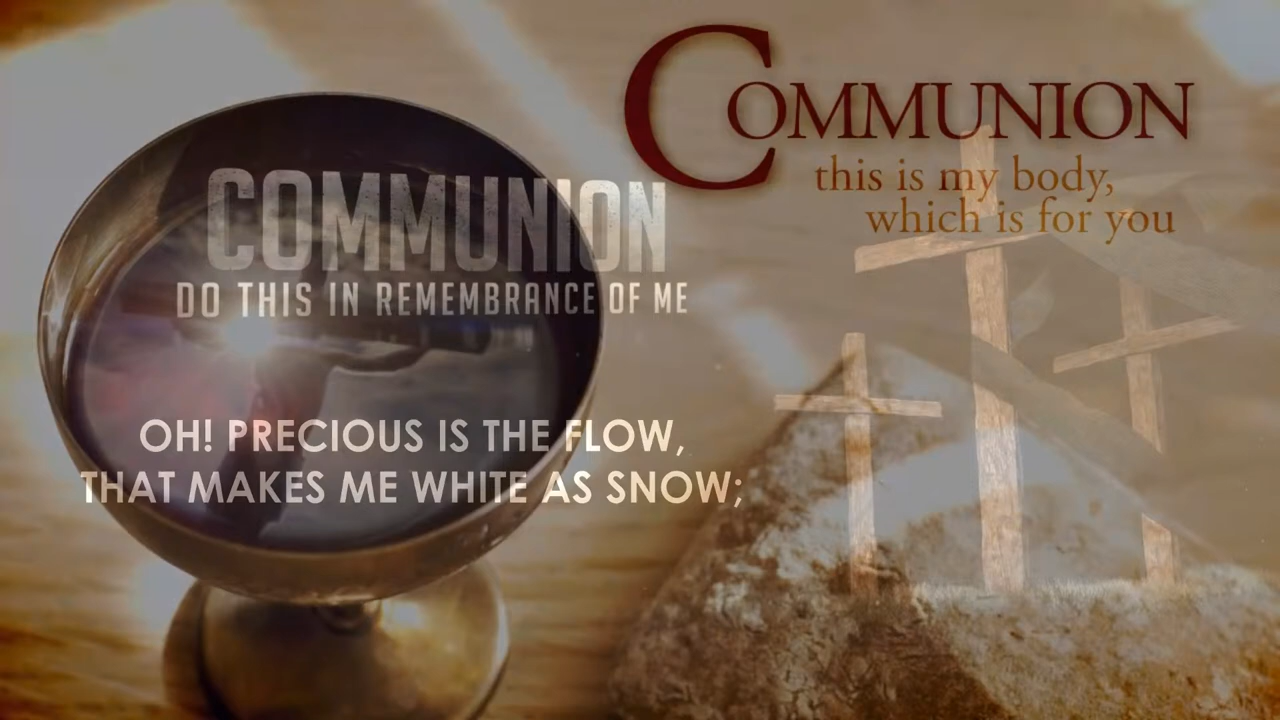 COMMUNION
this is my body,
which is for you
COMMUNION
DO THIS IN REMEMBRANCE OF ME
OH! PRECIOUS IS THE FLOW,
THAT MAKES ME WHITE AS SNOW;